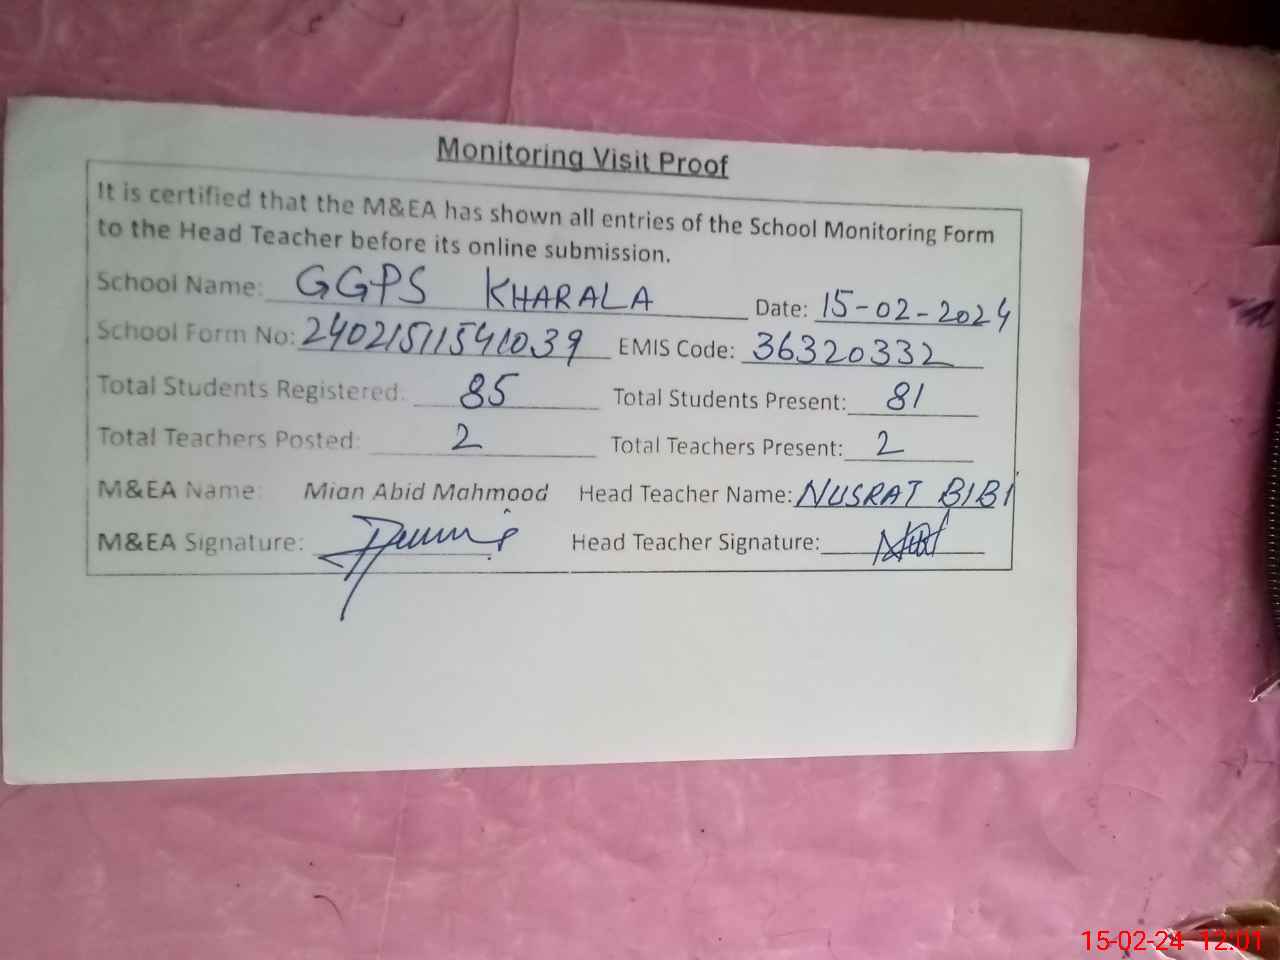 Monitoring Visit Proof
It is certified that the M&EA has shown all entries of the School Monitoring Form
to the Head Teacher before its online submission.
School Name: GGPS KHARALA Date: 15-02-2024
School Form No: 24021511541039 EMIS Code: 36320332
Total Students Registered: 85 Total Students Present: 81
Total Teachers Posted: 2 Total Teachers Present: 2
M&EA Name: Mian Abid Mahmood Head Teacher Name: NUSRAT BIBI
M&EA Signature: Head Teacher Signature:
15-02-24 12:01